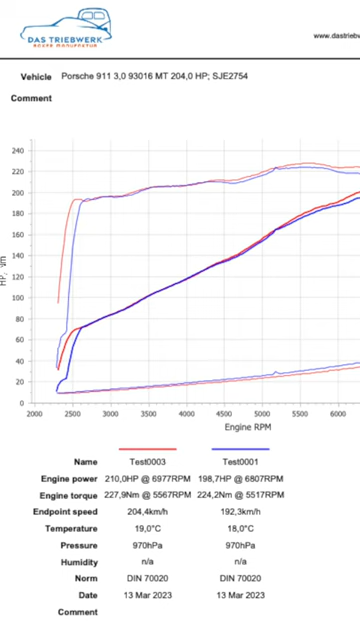 DAS TRIEBWERK
BOXER MANUFAKTUR
www.dastriebw
Vehicle Porsche 911 3,0 93016 MT 204,0 HP; SJE2754
Comment
240
220
200
180
160
140
120
100
80
60
40
20
0
HP, Nm
2000 2500 3000 3500 4000 4500 5000 5500 6000
Engine RPM
Name Test0003 Test0001
Engine power 210,0HP @ 6977RPM 198,7HP @ 6807RPM
Engine torque 227,9Nm @ 5567RPM 224,2Nm @ 5517RPM
Endpoint speed 204,4km/h 192,3km/h
Temperature 19,0°C 18,0°C
Pressure 970hPa 970hPa
Humidity n/a n/a
Norm DIN 70020 DIN 70020
Date 13 Mar 2023 13 Mar 2023
Comment